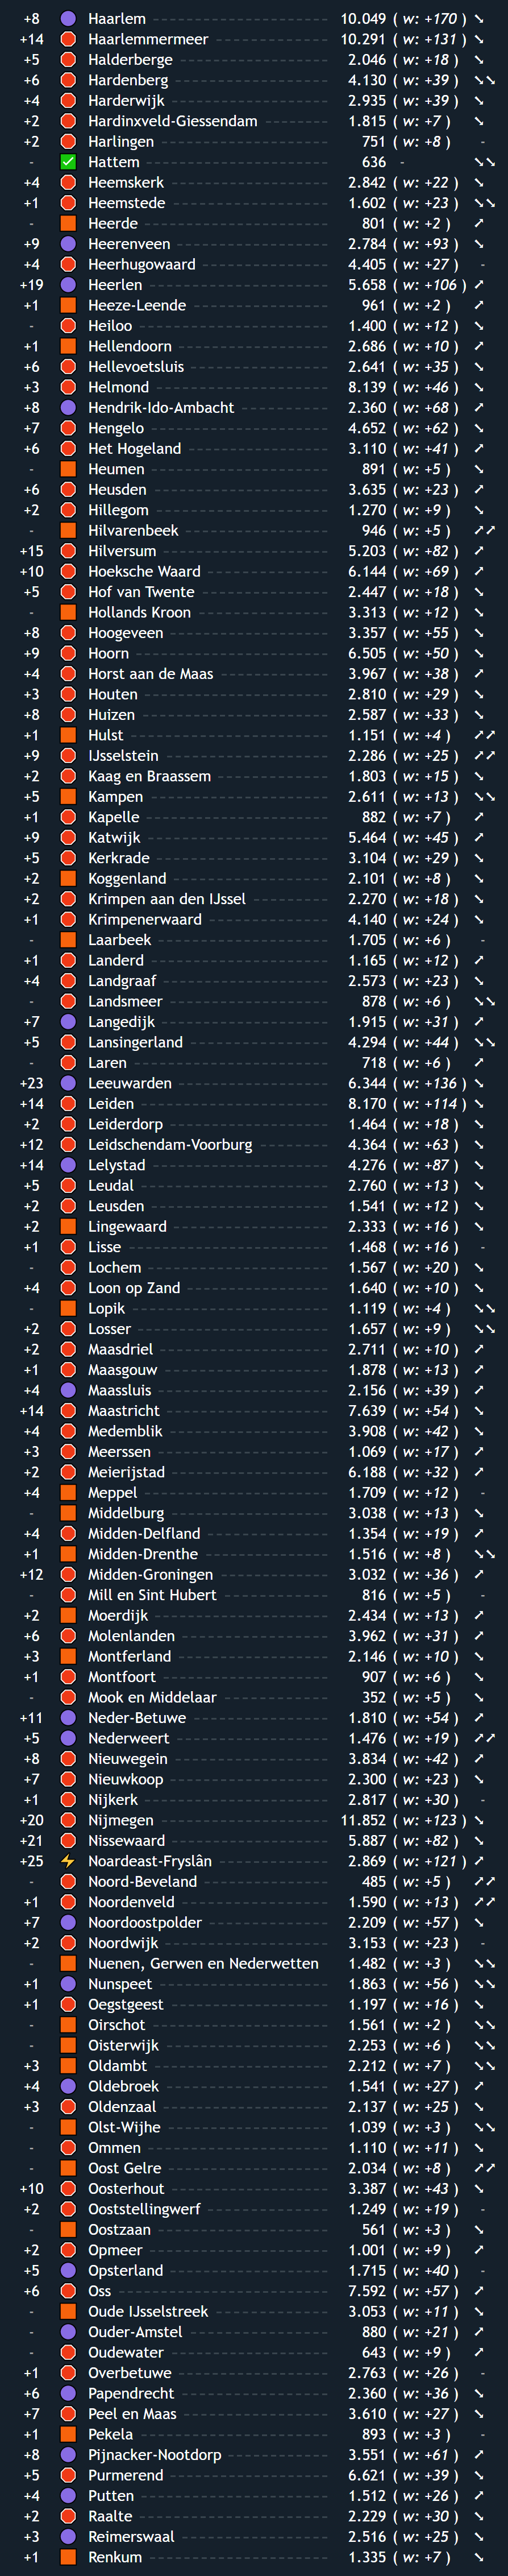 +8 Haarlem 10.049 ( w: +170 ) ↘
+14 Haarlemmermeer 10.291 ( w: +131 ) ↘
+5 Halderberge 2.046 ( w: +18 ) ↘
+6 Hardenberg 4.130 ( w: +39 ) ↘↘
+4 Harderwijk 2.935 ( w: +39 ) ↘
+2 Hardinxveld-Giessendam 1.815 ( w: +7 ) ↘
+2 Harlingen 751 ( w: +8 ) -
- Hattem 636 - ↘↘
+4 Heemskerk 2.842 ( w: +22 ) ↘
+1 Heemstede 1.602 ( w: +23 ) ↘↘
- Heerde 801 ( w: +2 ) ↗
+9 Heerenveen 2.784 ( w: +93 ) ↘
+4 Heerhugowaard 4.405 ( w: +27 ) -
+19 Heerlen 5.658 ( w: +106 ) ↗
+1 Heeze-Leende 961 ( w: +2 ) ↗
- Heiloo 1.400 ( w: +12 ) ↘
+1 Hellendoorn 2.686 ( w: +10 ) ↗
+6 Hellevoetsluis 2.641 ( w: +35 ) ↘
+3 Helmond 8.139 ( w: +46 ) ↘
+8 Hendrik-Ido-Ambacht 2.360 ( w: +68 ) ↗
+7 Hengelo 4.652 ( w: +62 ) ↘
+6 Het Hogeland 3.110 ( w: +41 ) ↗
- Heumen 891 ( w: +5 ) ↘
+6 Heusden 3.635 ( w: +23 ) ↗
+2 Hillegom 1.270 ( w: +9 ) ↘
- Hilvarenbeek 946 ( w: +5 ) ↗↗
+15 Hilversum 5.203 ( w: +82 ) ↗
+10 Hoeksche Waard 6.144 ( w: +69 ) ↗
+5 Hof van Twente 2.447 ( w: +18 ) ↘
- Hollands Kroon 3.313 ( w: +12 ) ↘
+8 Hoogeveen 3.357 ( w: +55 ) ↘
+9 Hoorn 6.505 ( w: +50 ) ↘
+4 Horst aan de Maas 3.967 ( w: +38 ) ↗
+3 Houten 2.810 ( w: +29 ) ↘
+8 Huizen 2.587 ( w: +33 ) ↘
+1 Hulst 1.151 ( w: +4 ) ↗↗
+9 IJsselstein 2.286 ( w: +25 ) ↗↗
+2 Kaag en Braassem 1.803 ( w: +15 ) ↘
+5 Kampen 2.611 ( w: +13 ) ↘↘
+1 Kapelle 882 ( w: +7 ) ↗
+9 Katwijk 5.464 ( w: +45 ) ↗
+5 Kerkrade 3.104 ( w: +29 ) ↘
+2 Koggenland 2.101 ( w: +8 ) ↘
+2 Krimpen aan den IJssel 2.270 ( w: +18 ) ↘
+1 Krimpenerwaard 4.140 ( w: +24 ) ↘
- Laarbeek 1.705 ( w: +6 ) -
+1 Landerd 1.165 ( w: +12 ) ↗
+4 Landgraaf 2.573 ( w: +23 ) ↘
- Landsmeer 878 ( w: +6 ) ↘↘
+7 Langedijk 1.915 ( w: +31 ) ↗
+5 Lansingerland 4.294 ( w: +44 ) ↘↘
- Laren 718 ( w: +6 ) ↗
+23 Leeuwarden 6.344 ( w: +136 ) ↘
+14 Leiden 8.170 ( w: +114 ) ↘
+2 Leiderdorp 1.464 ( w: +18 ) ↘
+12 Leidschendam-Voorburg 4.364 ( w: +63 ) ↘
+14 Lelystad 4.276 ( w: +87 ) ↘
+5 Leudal 2.760 ( w: +13 ) ↘
+2 Leusden 1.541 ( w: +12 ) ↘
+2 Lingewaard 2.333 ( w: +16 ) ↘
+1 Lisse 1.468 ( w: +16 ) -
- Lochem 1.567 ( w: +20 ) ↘
+4 Loon op Zand 1.640 ( w: +10 ) ↘
- Lopik 1.119 ( w: +4 ) ↘↘
+2 Losser 1.657 ( w: +9 ) ↘↘
+2 Maasdriel 2.711 ( w: +10 ) ↗
+1 Maasgouw 1.878 ( w: +13 ) ↗
+4 Maassluis 2.156 ( w: +39 ) ↗
+14 Maastricht 7.639 ( w: +54 ) ↘
+4 Medemblik 3.908 ( w: +42 ) ↘
+3 Meerssen 1.069 ( w: +17 ) ↗
+2 Meierijstad 6.188 ( w: +32 ) ↗
+4 Meppel 1.709 ( w: +12 ) -
- Middelburg 3.038 ( w: +13 ) ↘
+4 Midden-Delfland 1.354 ( w: +19 ) ↗
+1 Midden-Drenthe 1.516 ( w: +8 ) ↘↘
+12 Midden-Groningen 3.032 ( w: +36 ) ↗
- Mill en Sint Hubert 816 ( w: +5 ) -
+2 Moerdijk 2.434 ( w: +13 ) ↗
+6 Molenlanden 3.962 ( w: +31 ) ↗
+3 Montferland 2.146 ( w: +10 ) ↘
+1 Montfoort 907 ( w: +6 ) ↘
- Mook en Middelaar 352 ( w: +5 ) ↘
+11 Neder-Betuwe 1.810 ( w: +54 ) ↗
+5 Nederweert 1.476 ( w: +19 ) ↗↗
+8 Nieuwegein 3.834 ( w: +42 ) ↗
+7 Nieuwkoop 2.300 ( w: +23 ) ↘
+1 Nijkerk 2.817 ( w: +30 ) -
+20 Nijmegen 11.852 ( w: +123 ) ↘
+21 Nissewaard 5.887 ( w: +82 ) ↘
+25 Noardeast-Fryslân 2.869 ( w: +121 ) ↗
- Noord-Beveland 485 ( w: +5 ) ↗↗
+1 Noordenveld 1.590 ( w: +13 ) ↗↗
+7 Noordoostpolder 2.209 ( w: +57 ) ↘
+2 Noordwijk 3.153 ( w: +23 ) -
- Nuenen, Gerwen en Nederwetten 1.482 ( w: +3 ) ↘↘
+1 Nunspeet 1.863 ( w: +56 ) ↘↘
+1 Oegstgeest 1.197 ( w: +16 ) ↘
- Oirschot 1.561 ( w: +2 ) ↘↘
- Oisterwijk 2.253 ( w: +6 ) ↘↘
+3 Oldambt 2.212 ( w: +7 ) ↘↘
+4 Oldebroek 1.541 ( w: +27 ) ↗
+3 Oldenzaal 2.137 ( w: +25 ) ↘
- Olst-Wijhe 1.039 ( w: +3 ) ↘↘
- Ommen 1.110 ( w: +11 ) ↘
- Oost Gelre 2.034 ( w: +8 ) ↗↗
+10 Oosterhout 3.387 ( w: +43 ) ↘
+2 Ooststellingwerf 1.249 ( w: +19 ) -
- Oostzaan 561 ( w: +3 ) ↘
+2 Opmeer 1.001 ( w: +9 ) ↗
+5 Opsterland 1.715 ( w: +40 ) -
+6 Oss 7.592 ( w: +57 ) ↗
- Oude IJsselstreek 3.053 ( w: +11 ) ↘
- Ouder-Amstel 880 ( w: +21 ) ↗
- Oudewater 643 ( w: +9 ) ↗
+1 Overbetuwe 2.763 ( w: +26 ) -
+6 Papendrecht 2.360 ( w: +36 ) ↘
+7 Peel en Maas 3.610 ( w: +27 ) ↘
+1 Pekela 893 ( w: +3 ) -
+8 Pijnacker-Nootdorp 3.551 ( w: +61 ) ↗
+5 Purmerend 6.621 ( w: +39 ) ↘
+4 Putten 1.512 ( w: +26 ) ↗
+2 Raalte 2.229 ( w: +30 ) ↘
+3 Reimerswaal 2.516 ( w: +25 ) ↘
+1 Renkum 1.335 ( w: +7 ) ↘